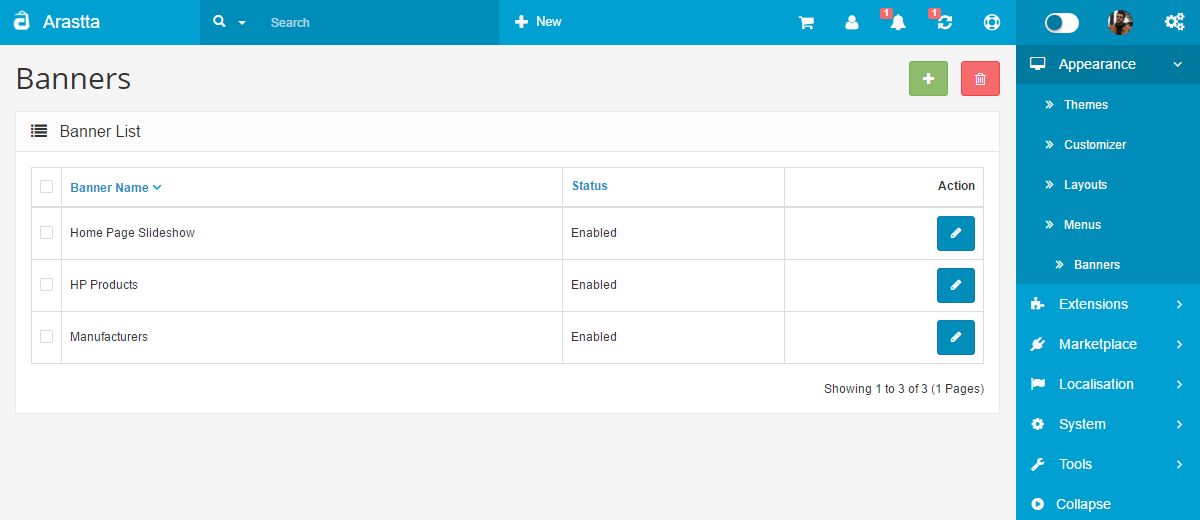 Arastta
Search
New
1
1
Banners
Banner List
Banner Name
Status
Action
Home Page Slideshow
Enabled
HP Products
Enabled
Manufacturers
Enabled
Showing 1 to 3 of 3 (1 Pages)
Appearance
Themes
Customizer
Layouts
Menus
Banners
Extensions
Marketplace
Localisation
System
Tools
Collapse